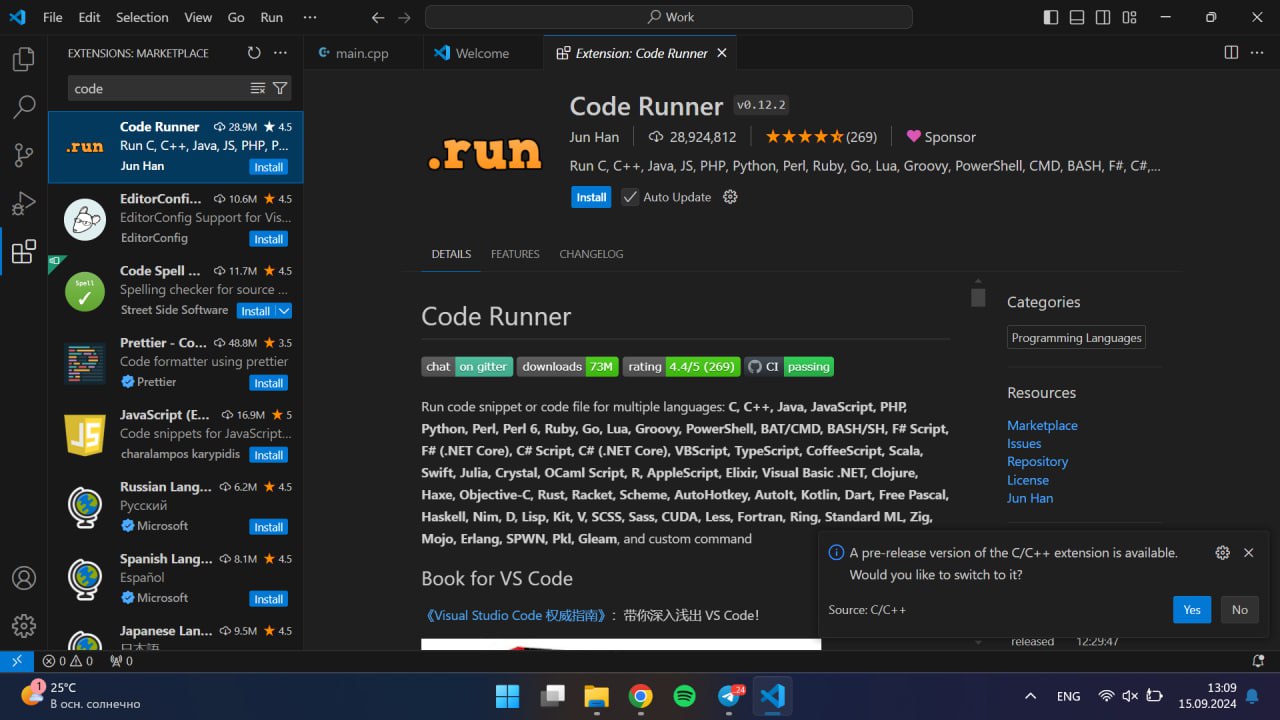 File Edit Selection View Go Run ···
Work
EXTENSIONS: MARKETPLACE
main.cpp
Welcome
Extension: Code Runner
code
Code Runner 28.9M ★ 4.5
Run C, C++, Java, JS, PHP, P...
Jun Han
Install
EditorConfi... 10.6M ★ 4.5
EditorConfig Support for Vis...
EditorConfig
Install
Code Spell ... 11.7M ★ 4.5
Spelling checker for source ...
Street Side Software
Install
Prettier - Co... 48.8M ★ 3.5
Code formatter using prettier
Prettier
Install
JavaScript (E... 16.9M ★ 5
Code snippets for JavaScript...
charalampos karypidis
Install
Russian Lang... 6.2M ★ 4.5
Русский
Microsoft
Install
Spanish Lang... 8.1M ★ 4.5
Español
Microsoft
Install
Japanese Lan... 9.5M ★ 4.5
日本語
.run
Spell
JS
.run
Code Runner v0.12.2
Jun Han 28,924,812 (269) Sponsor
Run C, C++, Java, JS, PHP, Python, Perl, Ruby, Go, Lua, Groovy, PowerShell, CMD, BASH, F#, C#,...
Install Auto Update
DETAILS FEATURES CHANGELOG
Code Runner
chat on gitter downloads 73M rating 4.4/5 (269) CI passing
Run code snippet or code file for multiple languages: C, C++, Java, JavaScript, PHP,
Python, Perl, Perl 6, Ruby, Go, Lua, Groovy, PowerShell, BAT/CMD, BASH/SH, F# Script,
F# (.NET Core), C# Script, C# (.NET Core), VBScript, TypeScript, CoffeeScript, Scala,
Swift, Julia, Crystal, OCaml Script, R, AppleScript, Elixir, Visual Basic .NET, Clojure,
Haxe, Objective-C, Rust, Racket, Scheme, AutoHotkey, AutoIt, Kotlin, Dart, Free Pascal,
Haskell, Nim, D, Lisp, Kit, V, SCSS, Sass, CUDA, Less, Fortran, Ring, Standard ML, Zig,
Mojo, Erlang, SPWN, Pkl, Gleam, and custom command
Book for VS Code
《Visual Studio Code 权威指南》：带你深入浅出 VS Code！
Categories
Programming Languages
Resources
Marketplace
Issues
Repository
License
Jun Han
A pre-release version of the C/C++ extension is available.
Would you like to switch to it?
Source: C/C++
Yes No
released 12:29:47
0 0 0
1
25°C
В осн. солнечно
24
ENG
13:09
15.09.2024